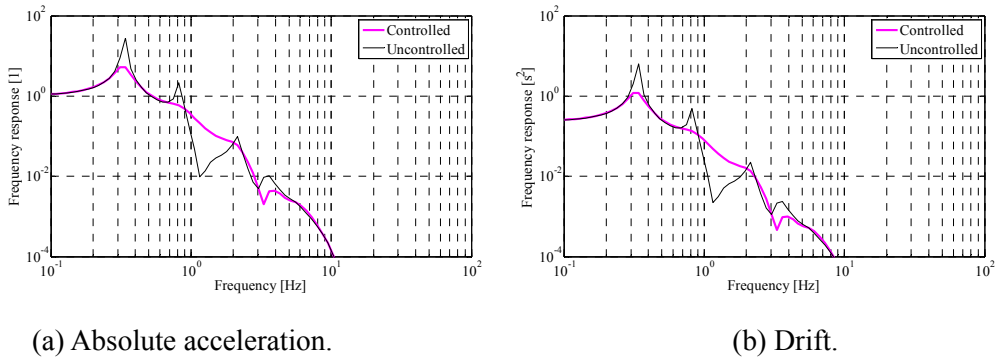 10^2
10^0
10^-2
10^-4
Frequency response [1]
Controlled
Uncontrolled
10^-1
10^0
10^1
10^2
Frequency [Hz]
(a) Absolute acceleration.
10^2
10^0
10^-2
10^-4
Frequency response [s^2]
Controlled
Uncontrolled
10^-1
10^0
10^1
10^2
Frequency [Hz]
(b) Drift.